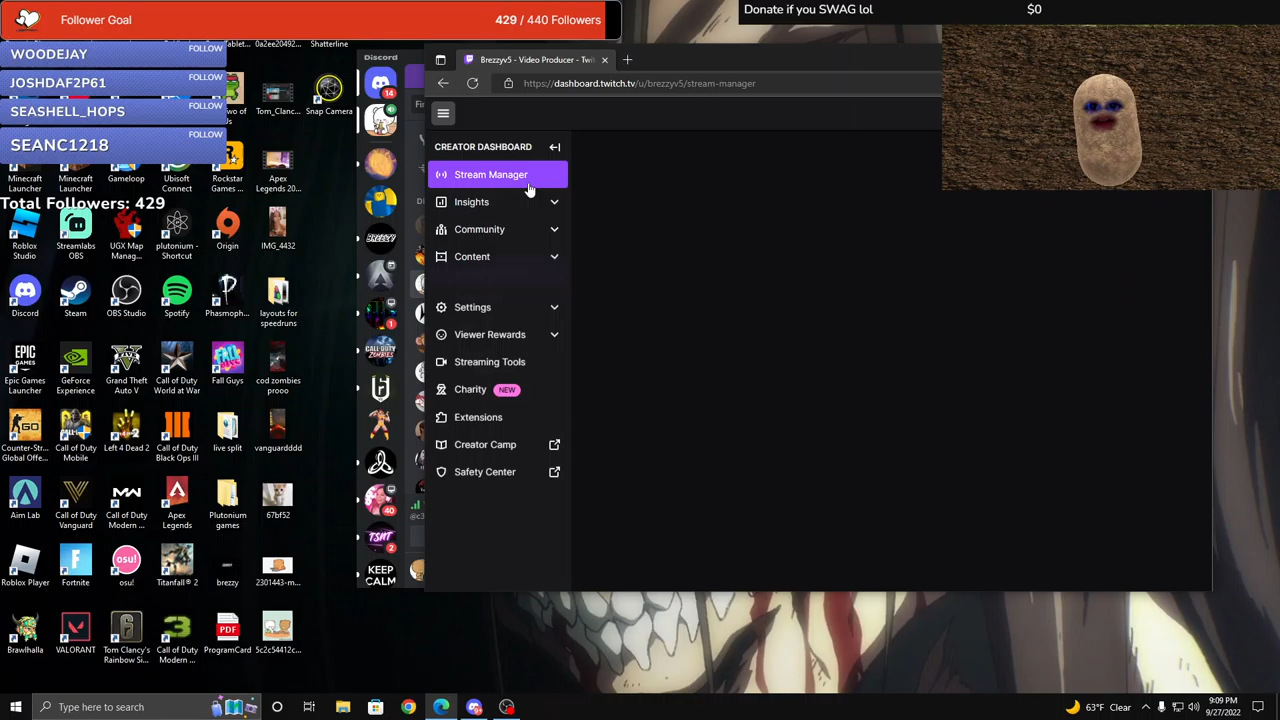 Follower Goal
429 / 440 Followers
Donate if you SWAG lol
$0
WOODEJAY
FOLLOW
JOSHDAF2P61
FOLLOW
SEASHELL_HOPS
FOLLOW
SEANC1218
FOLLOW
Total Followers: 429
0a2ee20492...
Shatterline
Tom_Clanc...
Snap Camera
Minecraft Launcher
Minecraft Launcher
Gameloop
Ubisoft Connect
Rockstar Games ...
Apex Legends 20...
Roblox Studio
Streamlabs OBS
UGX Map Manag...
plutonium - Shortcut
Origin
IMG_4432
Discord
Steam
OBS Studio
Spotify
Phasmoph...
layouts for speedruns
Epic Games Launcher
GeForce Experience
Grand Theft Auto V
Call of Duty World at War
Fall Guys
cod zombies prooo
Counter-Str... Global Offe...
Call of Duty Mobile
Left 4 Dead 2
Call of Duty Black Ops III
live split
vanguardddd
Aim Lab
Call of Duty Vanguard
Call of Duty Modern ...
Apex Legends
Plutonium games
67bf52
Roblox Player
Fortnite
osu!
Titanfall® 2
brezzy
2301443-m...
Brawlhalla
VALORANT
Tom Clancy's Rainbow Si...
Call of Duty Modern ...
ProgramCard
5c2c54412c...
Discord
14
1
40
2
KEEP
CALM
Brezzyv5 - Video Producer - Twi
https://dashboard.twitch.tv/u/brezzyv5/stream-manager
CREATOR DASHBOARD
Stream Manager
Insights
Community
Content
Settings
Viewer Rewards
Streaming Tools
Charity NEW
Extensions
Creator Camp
Safety Center
Type here to search
63°F Clear
9:09 PM
9/27/2022